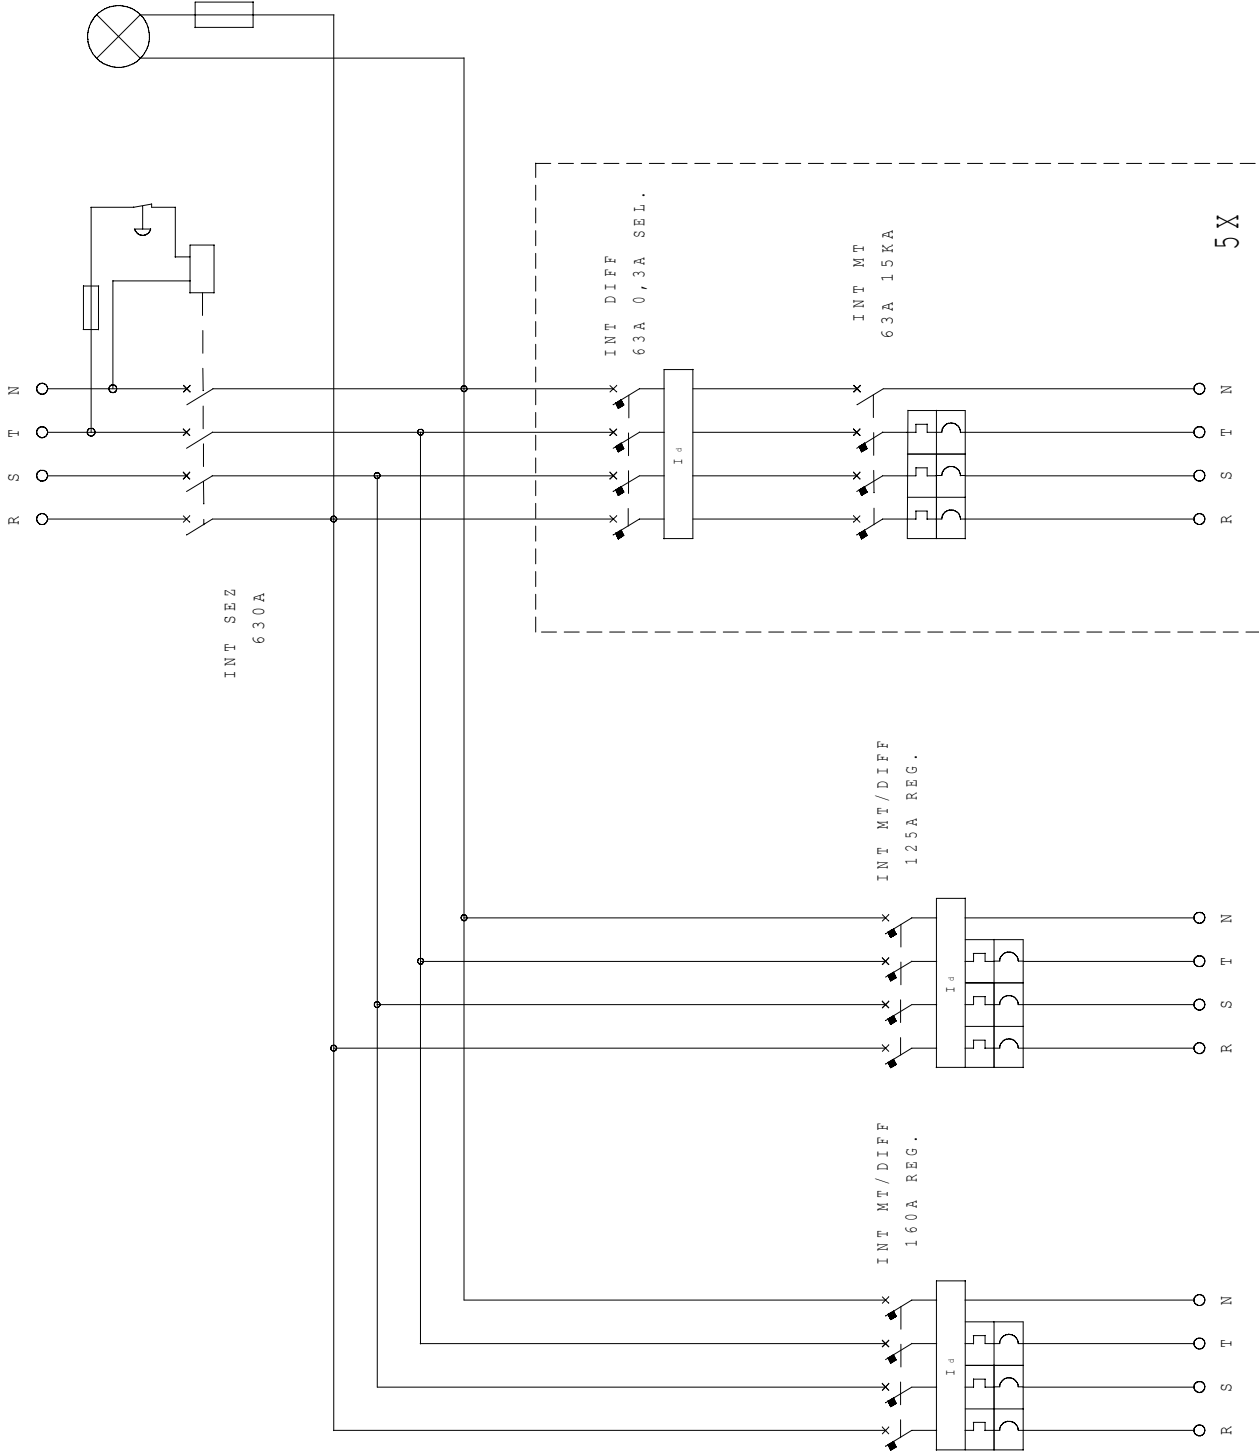 N
T
S
R
INT SEZ
630A
INT DIFF
63A 0,3A SEL.
Id
INT MT
63A 15KA
5X
N
T
S
R
INT MT/DIFF
125A REG.
Id
N
T
S
R
INT MT/DIFF
160A REG.
Id
N
T
S
R